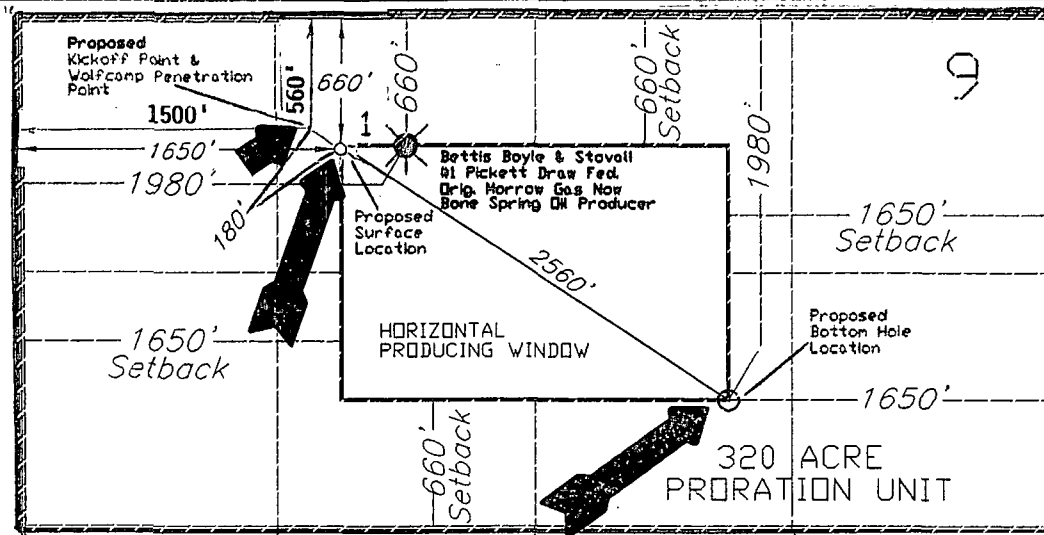 Proposed
Kickoff Point &
Wolfcamp Penetration
Point
1500'
560'
660'
660'
660'
Setback
9
1
1650'
1980'
180'
Bettis Boyle & Stovall
#1 Pickett Draw Fed.
Orig. Morrow Gas Now
Bone Spring Oil Producer
1980'
Proposed
Surface
Location
1650'
Setback
2560'
1650'
Setback
HORIZONTAL
PRODUCING WINDOW
Proposed
Bottom Hole
Location
1650'
660'
Setback
320 ACRE
PRORATION UNIT